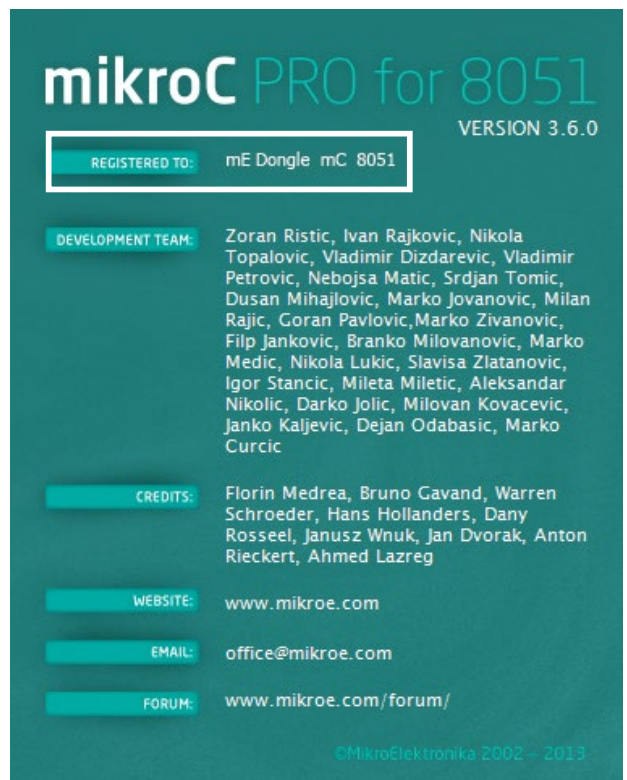 mikroC PRO for 8051
VERSION 3.6.0
REGISTERED TO: mE Dongle mC 8051
DEVELOPMENT TEAM: Zoran Ristic, Ivan Rajkovic, Nikola
Topalovic, Vladimir Dizdarevic, Vladimir
Petrovic, Nebojsa Matic, Srdjan Tomic,
Dusan Mihajlovic, Marko Jovanovic, Milan
Rajic, Goran Pavlovic,Marko Zivanovic,
Filp Jankovic, Branko Milovanovic, Marko
Medic, Nikola Lukic, Slavisa Zlatanovic,
Igor Stancic, Mileta Miletic, Aleksandar
Nikolic, Darko Jolic, Milovan Kovacevic,
Janko Kaljevic, Dejan Odabasic, Marko
Curcic
CREDITS: Florin Medrea, Bruno Gavand, Warren
Schroeder, Hans Hollanders, Dany
Rosseel, Janusz Wnuk, Jan Dvorak, Anton
Rieckert, Ahmed Lazreg
WEBSITE: www.mikroe.com
EMAIL: office@mikroe.com
FORUM: www.mikroe.com/forum/
©MikroElektronika 2002 – 2013